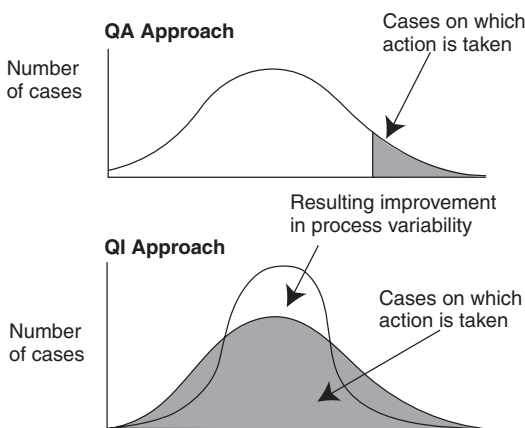 QA Approach
Cases on which
action is taken
Number
of cases
Resulting improvement
in process variability
QI Approach
Cases on which
action is taken
Number
of cases